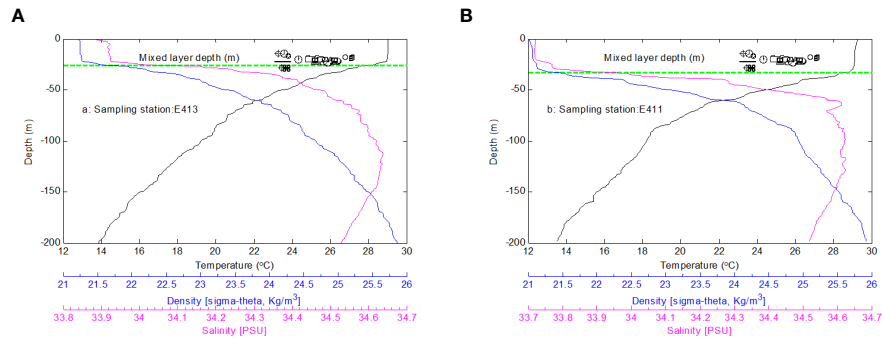 A
B
0
-50
-100
-150
-200
Depth (m)
Mixed layer depth (m)
a: Sampling station:E413
12 14 16 18 20 22 24 26 28 30
Temperature (°C)
21 21.5 22 22.5 23 23.5 24 24.5 25 25.5 26
Density [sigma-theta, Kg/m³]
33.8 33.9 34 34.1 34.2 34.3 34.4 34.5 34.6 34.7
Salinity [PSU]
0
-50
-100
-150
-200
Depth (m)
Mixed layer depth (m)
b: Sampling station:E411
12 14 16 18 20 22 24 26 28 30
Temperature (°C)
21 21.5 22 22.5 23 23.5 24 24.5 25 25.5 26
Density [sigma-theta, Kg/m³]
33.7 33.8 33.9 34 34.1 34.2 34.3 34.4 34.5 34.6 34.7
Salinity [PSU]